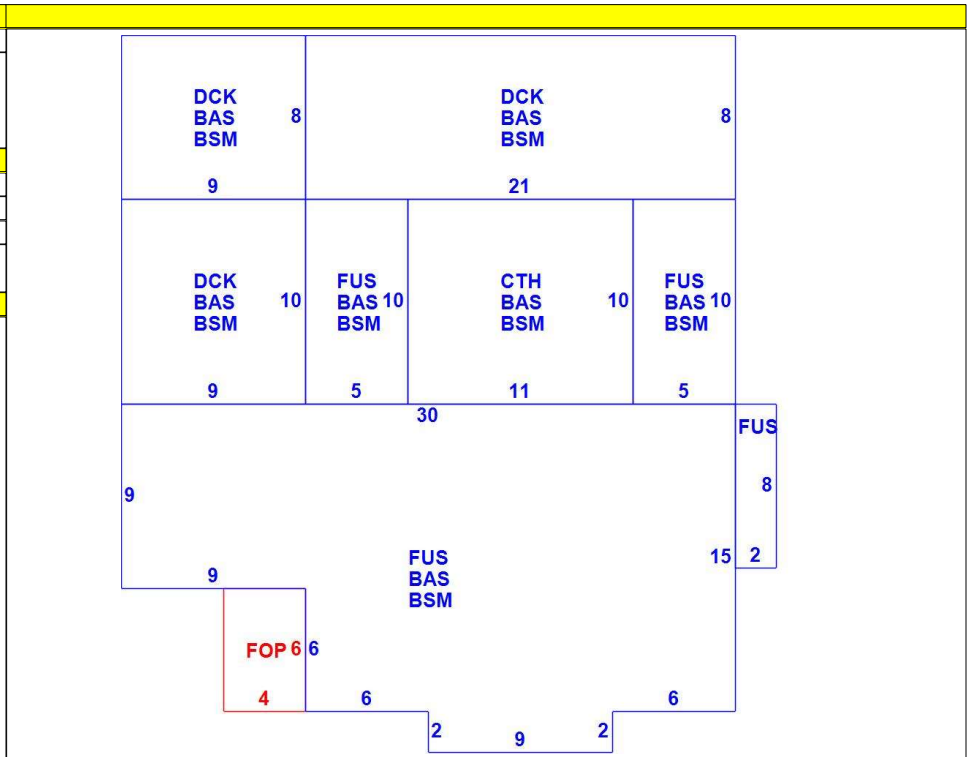 DCK
BAS
BSM
8
9
DCK
BAS
BSM
8
21
DCK
BAS
BSM
10
9
FUS
BAS 10
BSM
5
CTH
BAS
BSM
10
11
FUS
BAS 10
BSM
5
30
FUS
8
2
9
9
FUS
BAS
BSM
15
FOP 6
4
6
6
2
9
2
6